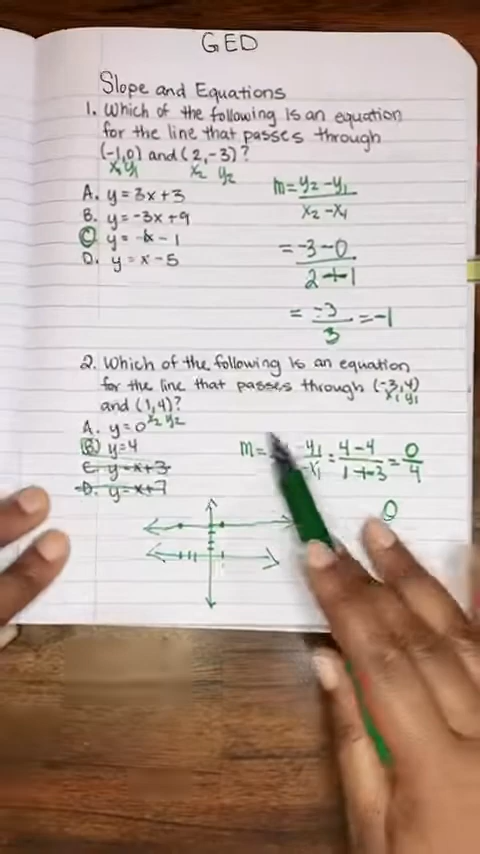 GED
Slope and Equations
1. Which of the following is an equation
for the line that passes through
(-1,0) and (2,-3)?
x₁ y₁ x₂ y₂
A. y=3x+3
B. y=-3x+9
C. y=-1x-1
D. y=x-5
m=y₂-y₁
x₂-x₁
=-3-0
2+1
= -3 =-1
3
2. Which of the following is an equation
for the line that passes through (-3,4)
x₁ y₁
and (1,4)?
x₂ y₂
A. y=0
B. y=4
C. y=x+3
D. y=x+7
m= -y₁ = 4-4 = 0
-x₁ 1+3 4
0